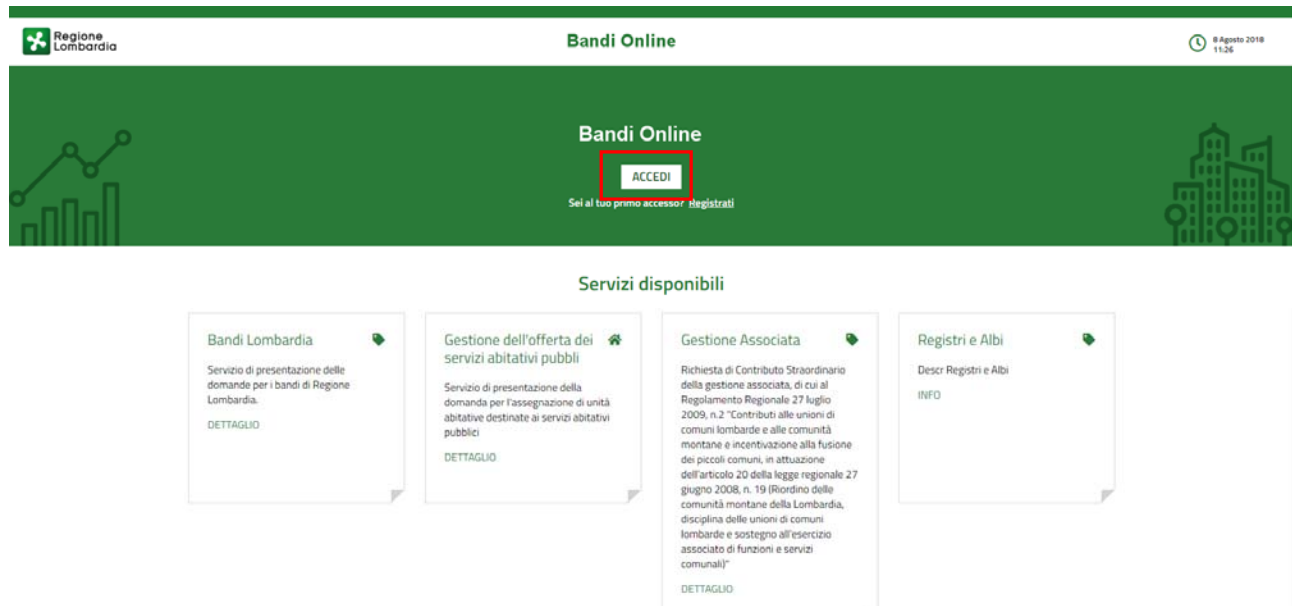 Regione
Lombardia
Bandi Online
8 Agosto 2018
11:26
Bandi Online
ACCEDI
Sei al tuo primo accesso? Registrati
Servizi disponibili
Bandi Lombardia
Servizio di presentazione delle
domande per i bandi di Regione
Lombardia.
DETTAGLIO
Gestione dell'offerta dei
servizi abitativi pubbli
Servizio di presentazione della
domanda per l'assegnazione di unità
abitative destinate ai servizi abitativi
pubblici
DETTAGLIO
Gestione Associata
Richiesta di Contributo Straordinario
della gestione associata, di cui al
Regolamento Regionale 27 luglio
2009, n.2 "Contributi alle unioni di
comuni lombarde e alle comunità
montane e incentivazione alla fusione
dei piccoli comuni, in attuazione
dell'articolo 20 della legge regionale 27
giugno 2008, n. 19 (Riordino delle
comunità montane della Lombardia,
disciplina delle unioni di comuni
lombarde e sostegno all'esercizio
associato di funzioni e servizi
comunali)"
DETTAGLIO
Registri e Albi
Descr Registri e Albi
INFO